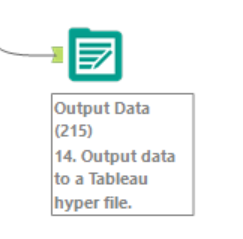 Output Data
(215)
14. Output data
to a Tableau
hyper file.